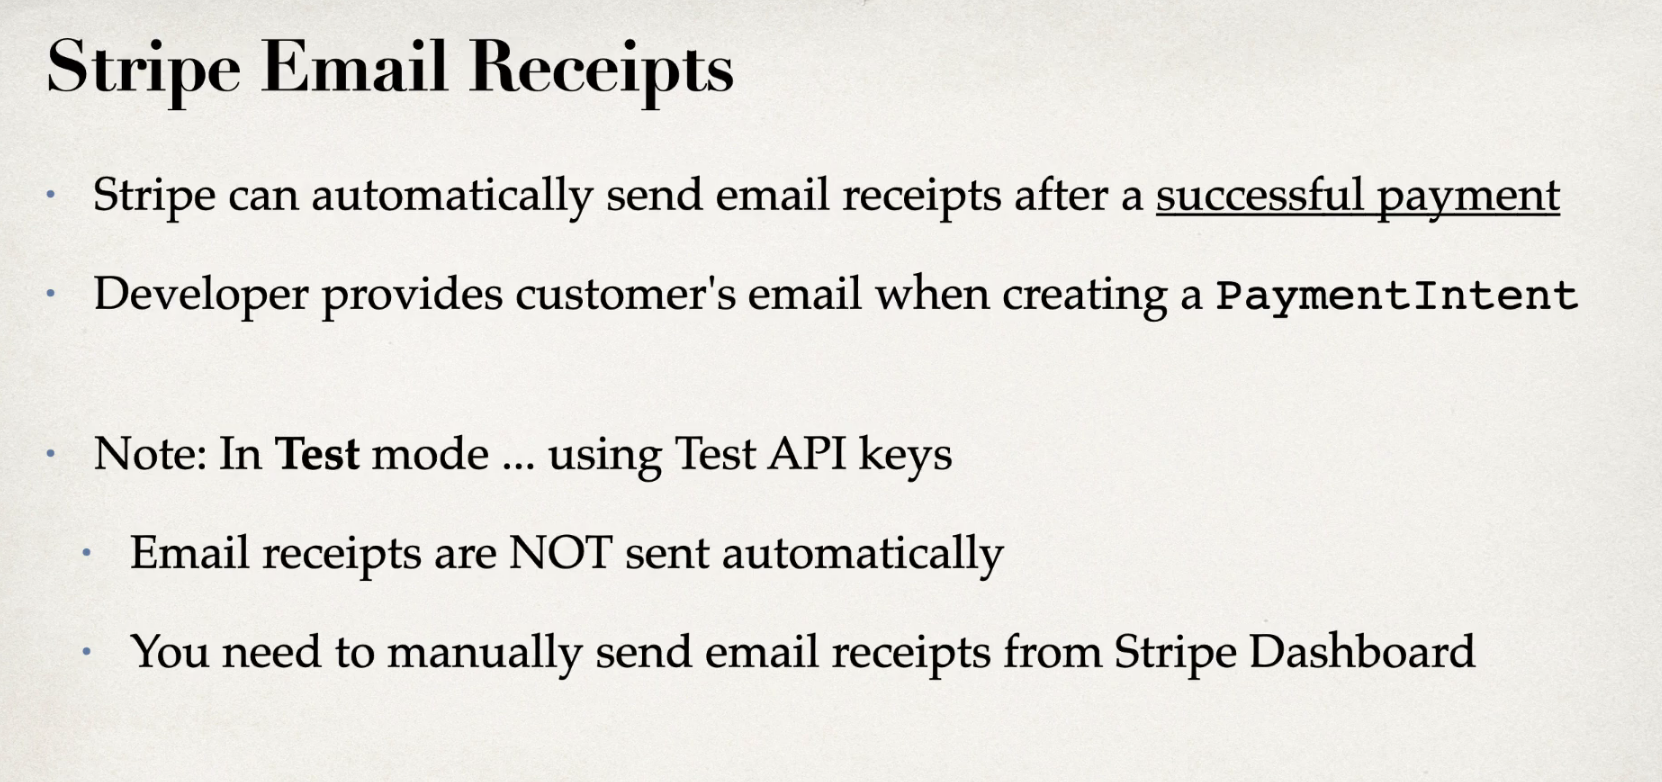 Stripe Email Receipts
• Stripe can automatically send email receipts after a successful payment
• Developer provides customer's email when creating a PaymentIntent
• Note: In Test mode ... using Test API keys
• Email receipts are NOT sent automatically
• You need to manually send email receipts from Stripe Dashboard